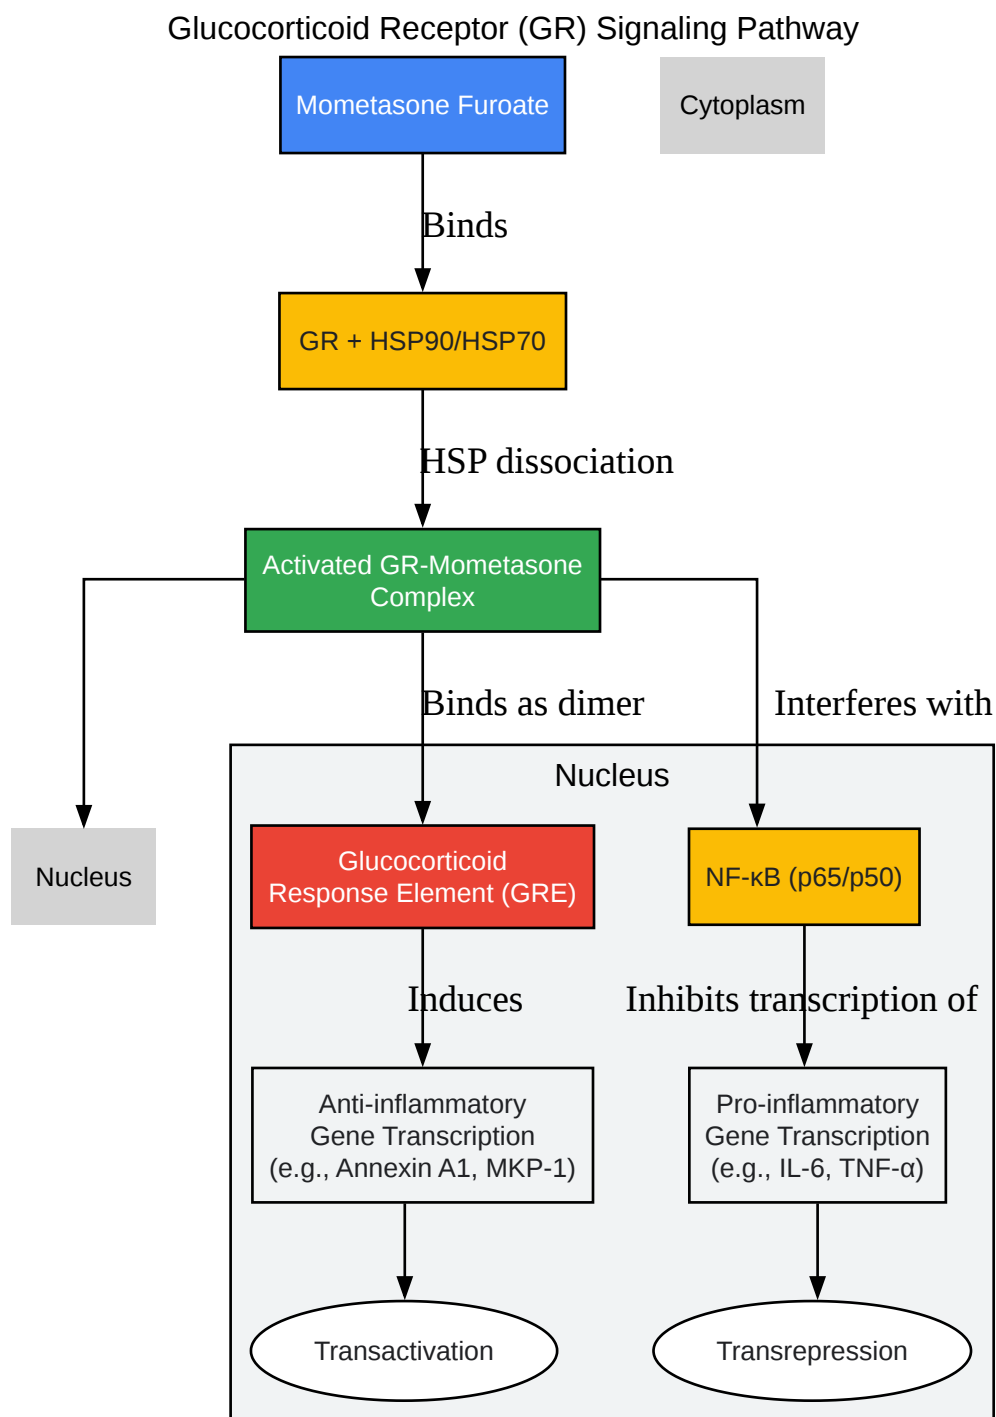 Glucocorticoid Receptor (GR) Signaling Pathway
Mometasone Furoate
Cytoplasm
Binds
GR + HSP90/HSP70
HSP dissociation
Activated GR-Mometasone
Complex
Binds as dimer
Interferes with
Nucleus
Nucleus
Glucocorticoid
Response Element (GRE)
NF-κB (p65/p50)
Induces
Inhibits transcription of
Anti-inflammatory
Gene Transcription
(e.g., Annexin A1, MKP-1)
Pro-inflammatory
Gene Transcription
(e.g., IL-6, TNF-α)
Transactivation
Transrepression